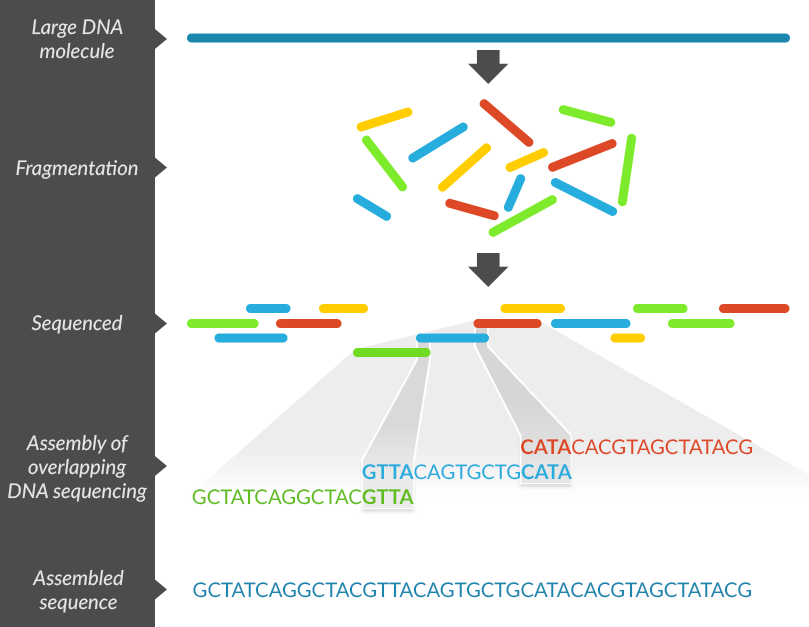 Large DNA
molecule
Fragmentation
Sequenced
Assembly of
overlapping
DNA sequencing
CATACACGTAGCTATACG
GTTACAGTGCTGCATA
GCTATCAGGCTACGTTA
Assembled
sequence
GCTATCAGGCTACGTTACAGTGCTGCATACACGTAGCTATACG